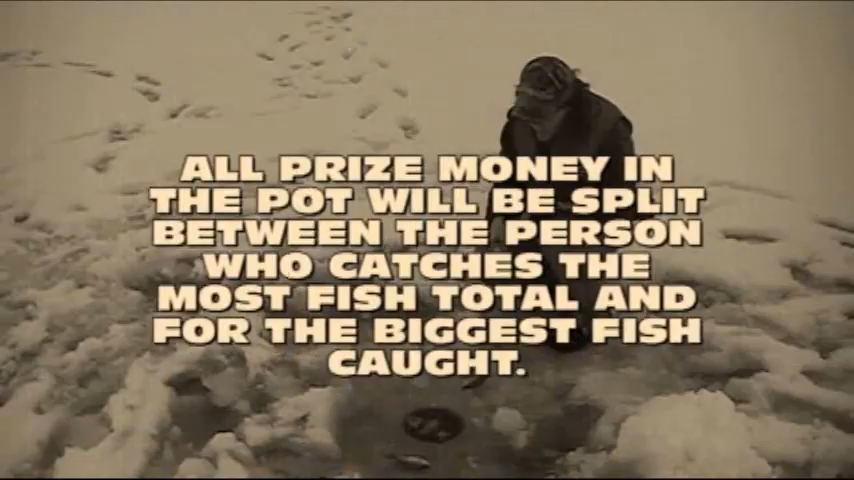 ALL PRIZE MONEY IN
THE POT WILL BE SPLIT
BETWEEN THE PERSON
WHO CATCHES THE
MOST FISH TOTAL AND
FOR THE BIGGEST FISH
CAUGHT.